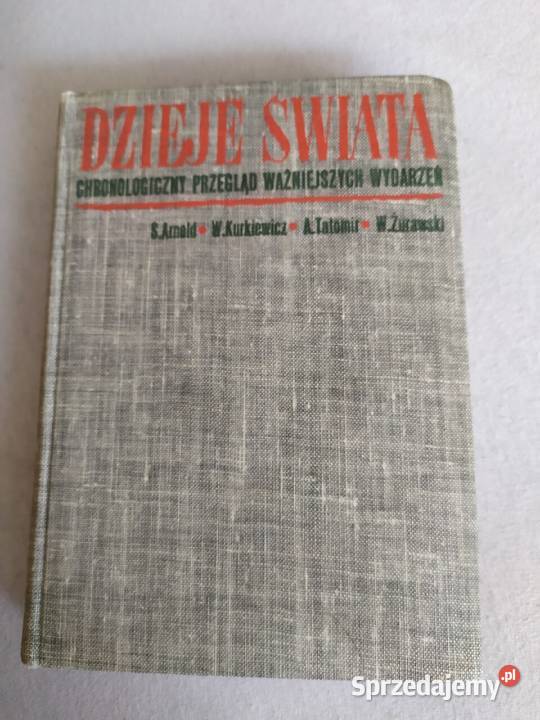 DZIEJE ŚWIATA
CHRONOLOGICZNY PRZEGLĄD WAŻNIEJSZYCH WYDARZEŃ
S.Arnold • W.Kurkiewicz • A.Tatomir • W.Żurawski
Sprzedajemy.pl